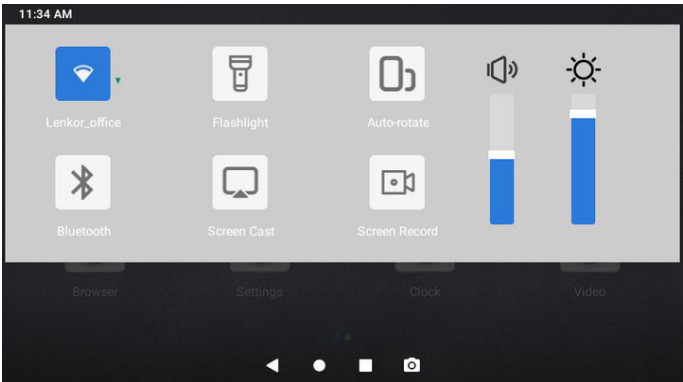 11:34 AM
Lenkor_office
Flashlight
Auto-rotate
Bluetooth
Screen Cast
Screen Record
Browser
Settings
Clock
Video